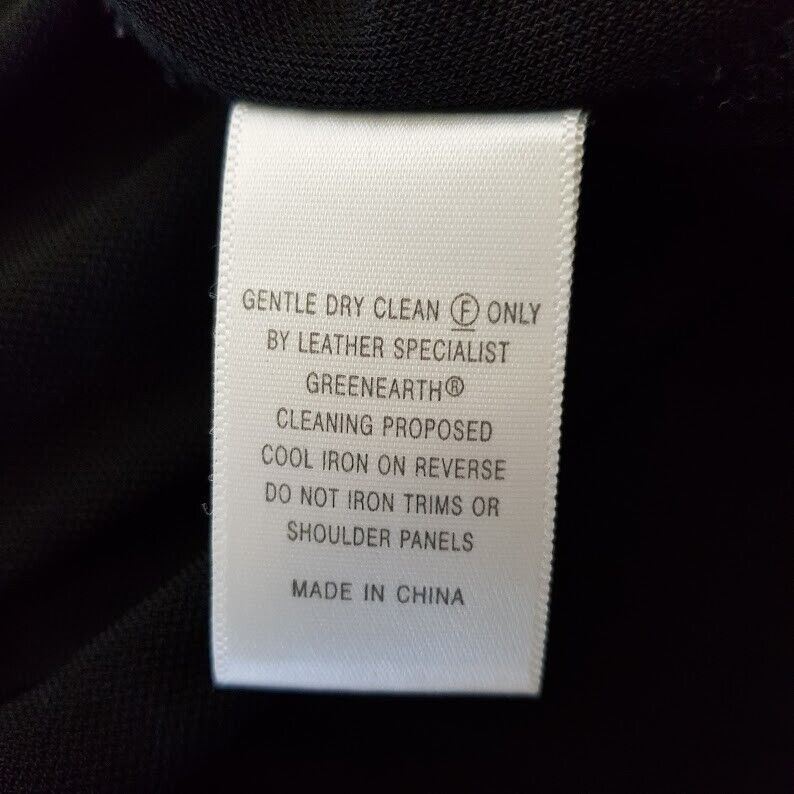 GENTLE DRY CLEAN Ⓕ ONLY
BY LEATHER SPECIALIST
GREENEARTH®
CLEANING PROPOSED
COOL IRON ON REVERSE
DO NOT IRON TRIMS OR
SHOULDER PANELS
MADE IN CHINA